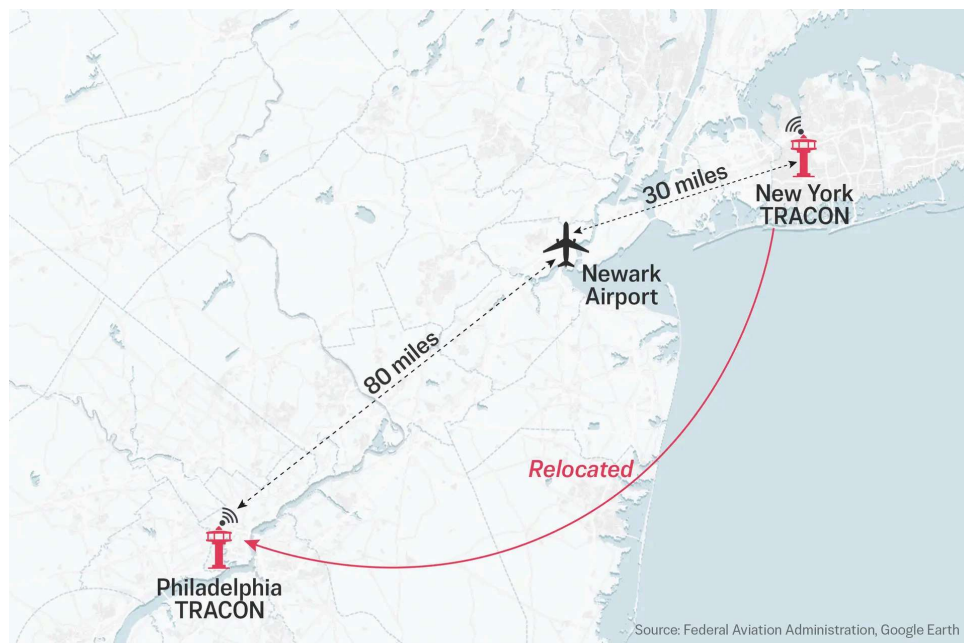 30 miles
New York
TRACON
Newark
Airport
80 miles
Relocated
Philadelphia
TRACON
Source: Federal Aviation Administration, Google Earth